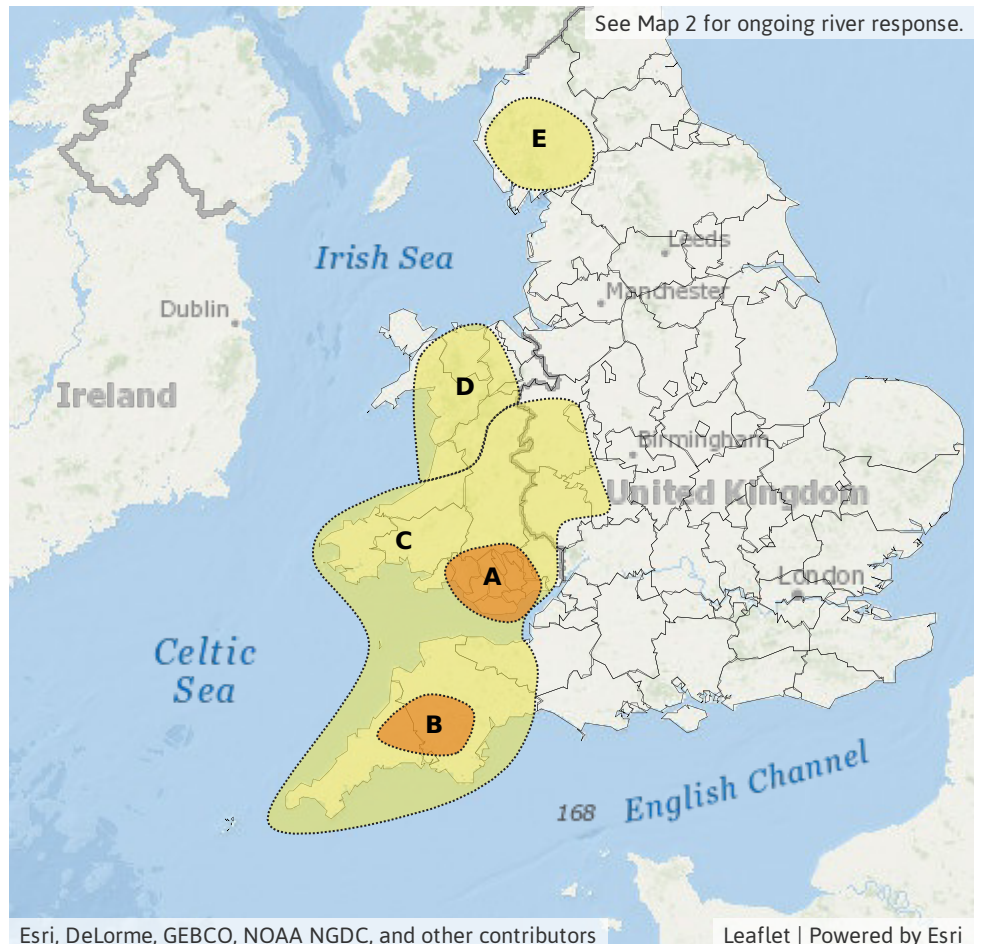 See Map 2 for ongoing river response.
E
Leeds
Irish Sea
Manchester
Dublin
D
Ireland
Birmingham
United Kingdom
C
A
London
Celtic
Sea
B
168
English Channel
Esri, DeLorme, GEBCO, NOAA NGDC, and other contributors
Leaflet | Powered by Esri